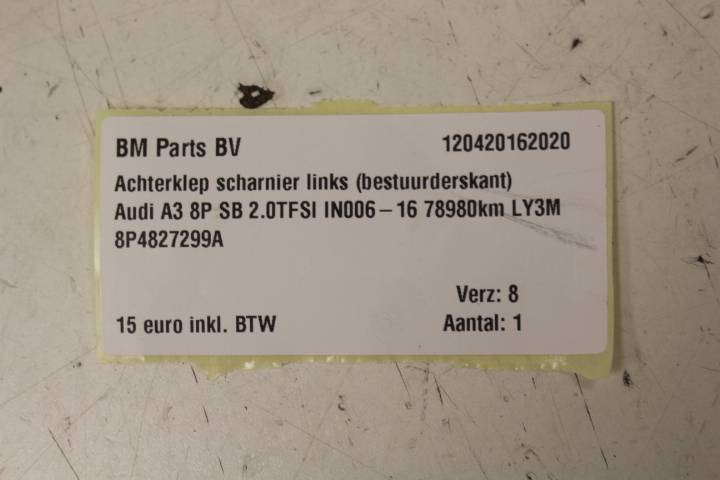 BM Parts BV 120420162020
Achterklep scharnier links (bestuurderskant)
Audi A3 8P SB 2.0TFSI IN006-16 78980km LY3M
8P4827299A
Verz: 8
15 euro inkl. BTW Aantal: 1